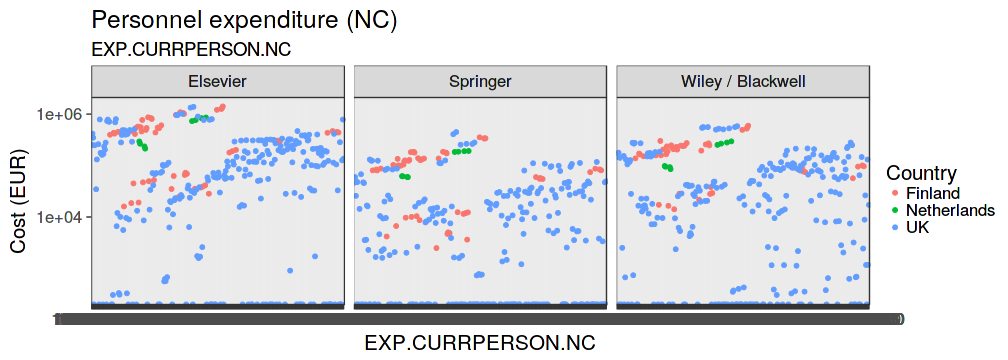 Personnel expenditure (NC)
EXP.CURRPERSON.NC
Elsevier
Springer
Wiley / Blackwell
1e+06
1e+04
Cost (EUR)
EXP.CURRPERSON.NC
Country
Finland
Netherlands
UK